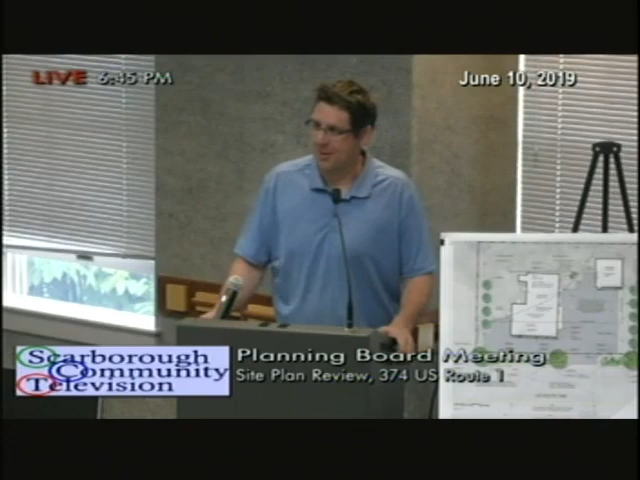 LIVE 6:45 PM
June 10, 2019
Scarborough
Community
Television
Planning Board Meeting
Site Plan Review, 374 US Route 1